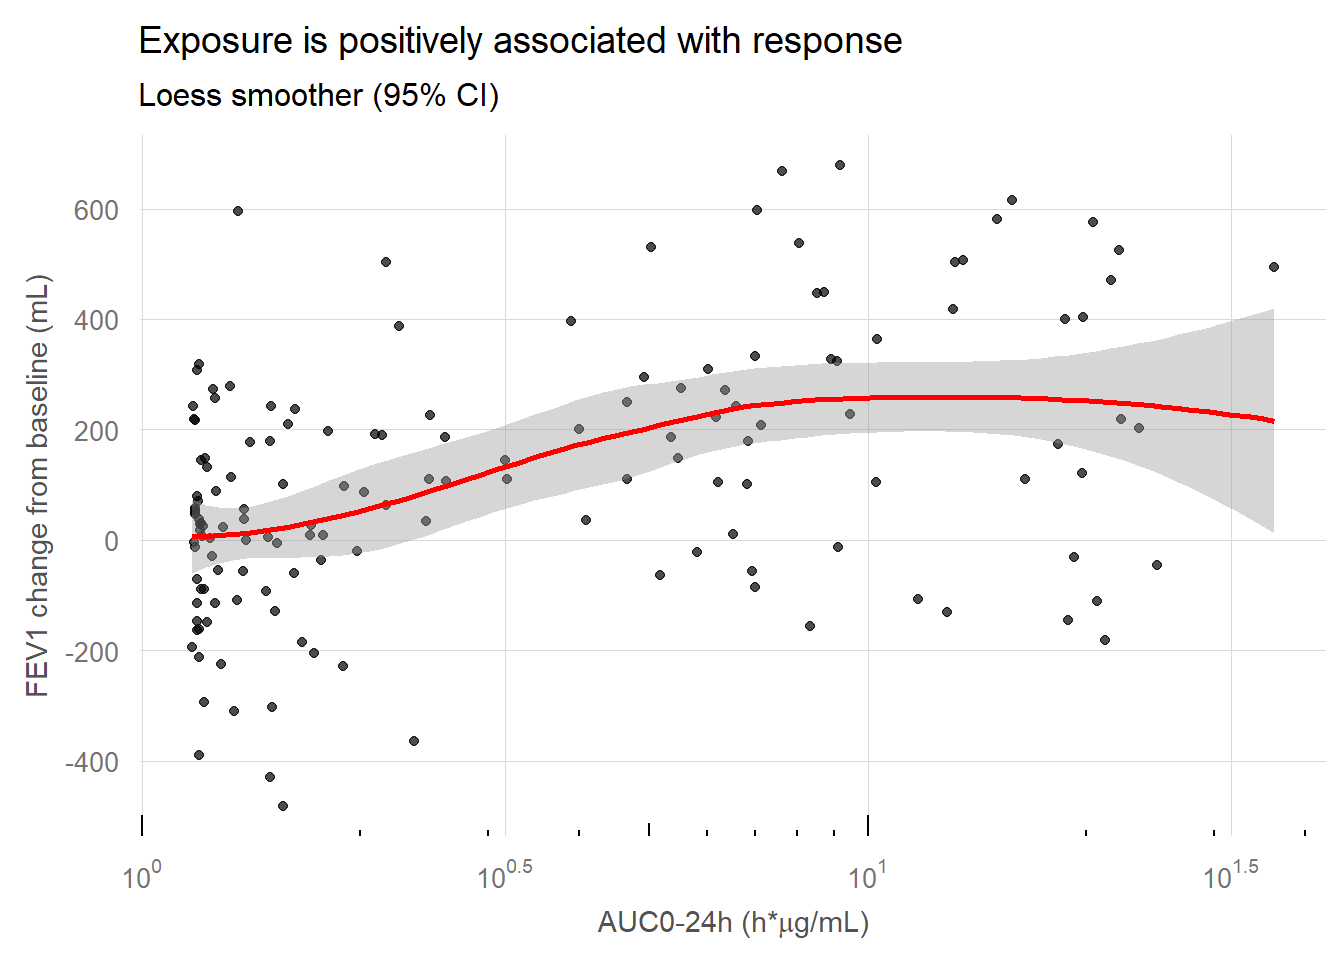 Exposure is positively associated with response
Loess smoother (95% CI)
FEV1 change from baseline (mL)
600
400
200
0
-200
-400
10^0
10^0.5
10^1
10^1.5
AUC0-24h (h*μg/mL)